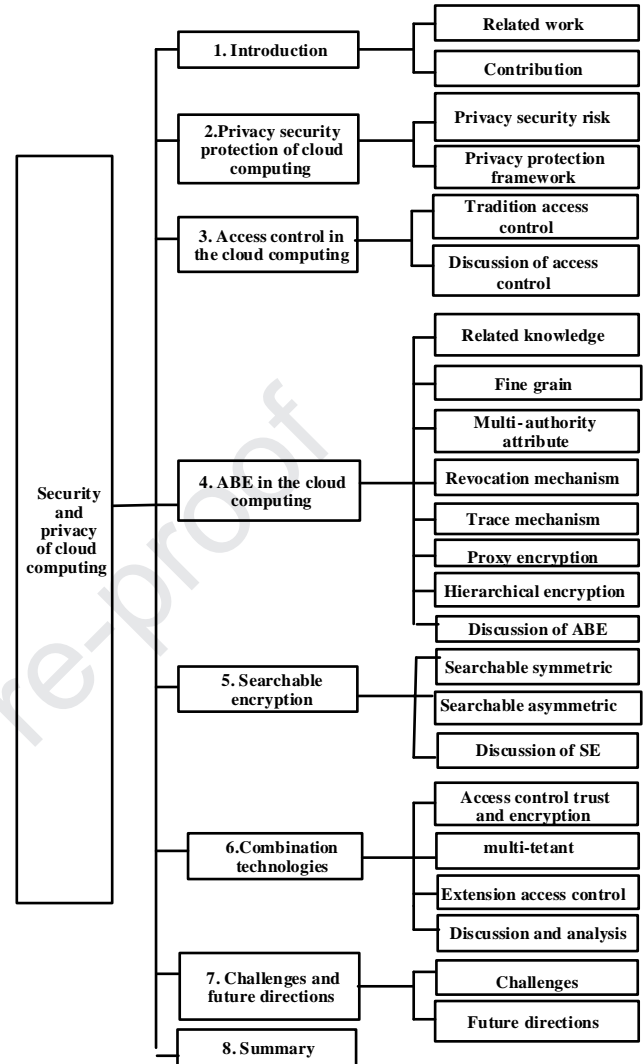 Security
and
privacy
of cloud
computing
1. Introduction
Related work
Contribution
2.Privacy security
protection of cloud
computing
Privacy security risk
Privacy protection
framework
3. Access control in
the cloud computing
Tradition access
control
Discussion of access
control
4. ABE in the cloud
computing
Related knowledge
Fine grain
Multi-authority
attribute
Revocation mechanism
Trace mechanism
Proxy encryption
Hierarchical encryption
Discussion of ABE
5. Searchable
encryption
Searchable symmetric
Searchable asymmetric
Discussion of SE
6.Combination
technologies
Access control trust
and encryption
multi-tetant
Extension access control
Discussion and analysis
7. Challenges and
future directions
Challenges
Future directions
8. Summary
re-proof